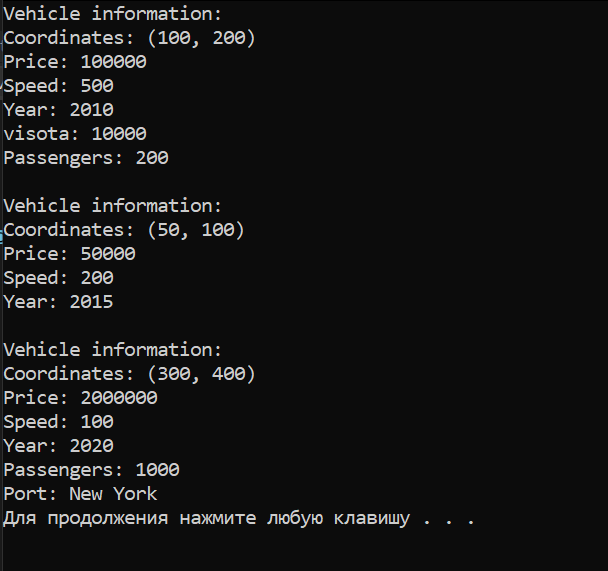 Vehicle information:
Coordinates: (100, 200)
Price: 100000
Speed: 500
Year: 2010
visota: 10000
Passengers: 200
Vehicle information:
Coordinates: (50, 100)
Price: 50000
Speed: 200
Year: 2015
Vehicle information:
Coordinates: (300, 400)
Price: 2000000
Speed: 100
Year: 2020
Passengers: 1000
Port: New York
Для продолжения нажмите любую клавишу . . .